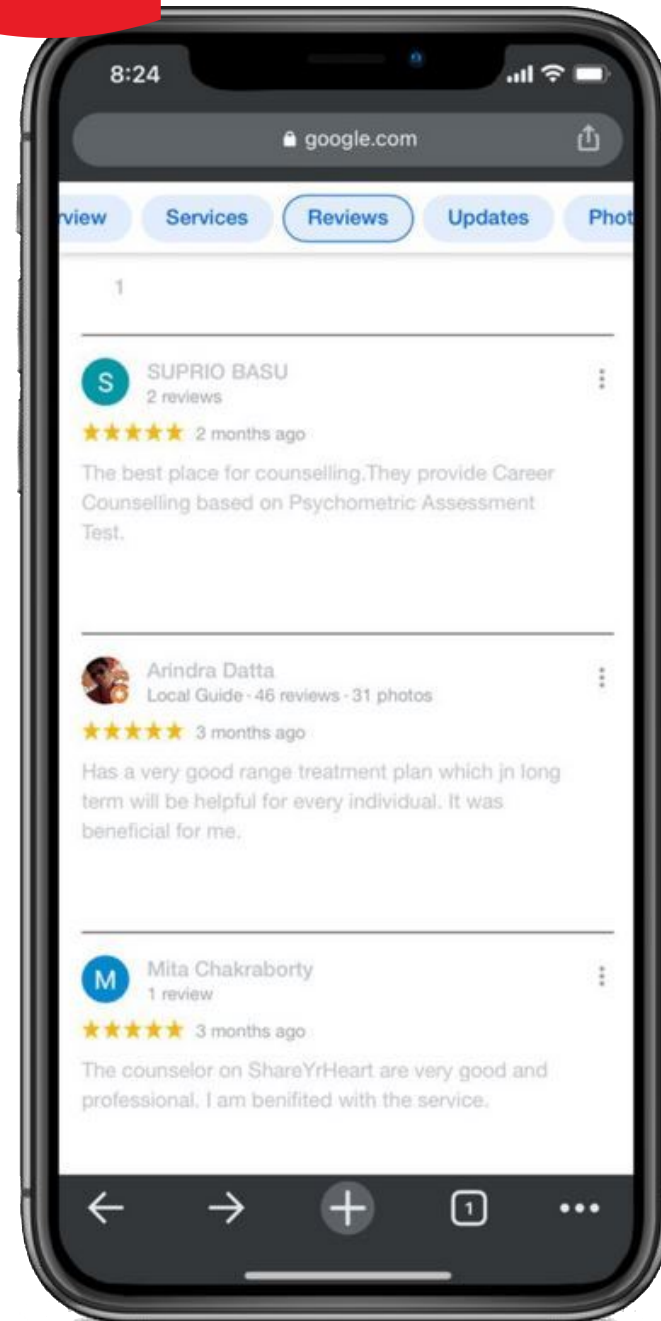 8:24
google.com
rview Services Reviews Updates Phot
1
S SUPRIO BASU
2 reviews
2 months ago
The best place for counselling.They provide Career
Counselling based on Psychometric Assessment
Test.
Arindra Datta
Local Guide · 46 reviews · 31 photos
3 months ago
Has a very good range treatment plan which jn long
term will be helpful for every individual. It was
beneficial for me.
M Mita Chakraborty
1 review
3 months ago
The counselor on ShareYrHeart are very good and
professional. I am benifited with the service.
1